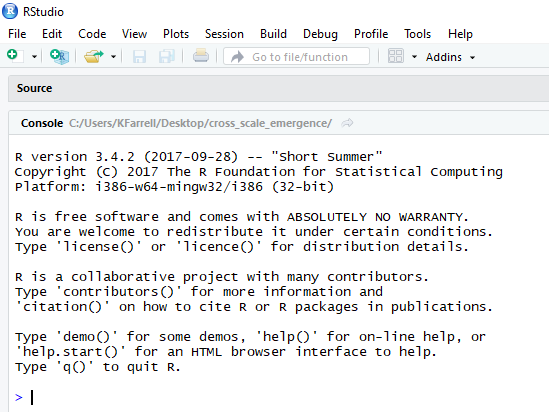 RStudio
File Edit Code View Plots Session Build Debug Profile Tools Help
R Go to file/function Addins
Source
Console C:/Users/KFarrell/Desktop/cross_scale_emergence/
R version 3.4.2 (2017-09-28) -- "Short Summer"
Copyright (C) 2017 The R Foundation for Statistical Computing
Platform: i386-w64-mingw32/i386 (32-bit)
R is free software and comes with ABSOLUTELY NO WARRANTY.
You are welcome to redistribute it under certain conditions.
Type 'license()' or 'licence()' for distribution details.
R is a collaborative project with many contributors.
Type 'contributors()' for more information and
'citation()' on how to cite R or R packages in publications.
Type 'demo()' for some demos, 'help()' for on-line help, or
'help.start()' for an HTML browser interface to help.
Type 'q()' to quit R.
>